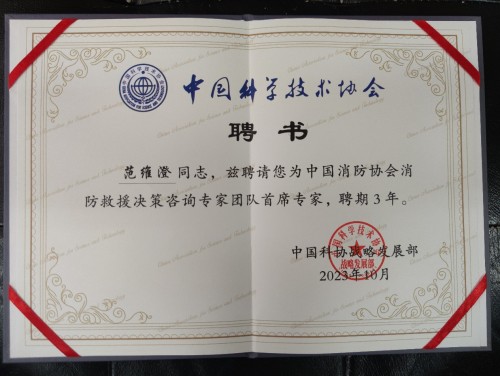 中国科学技术协会
聘书
范维澄同志，兹聘请您为中国消防协会消
防救援决策咨询专家团队首席专家，聘期3年。
中国科协战略发展部
2023年10月